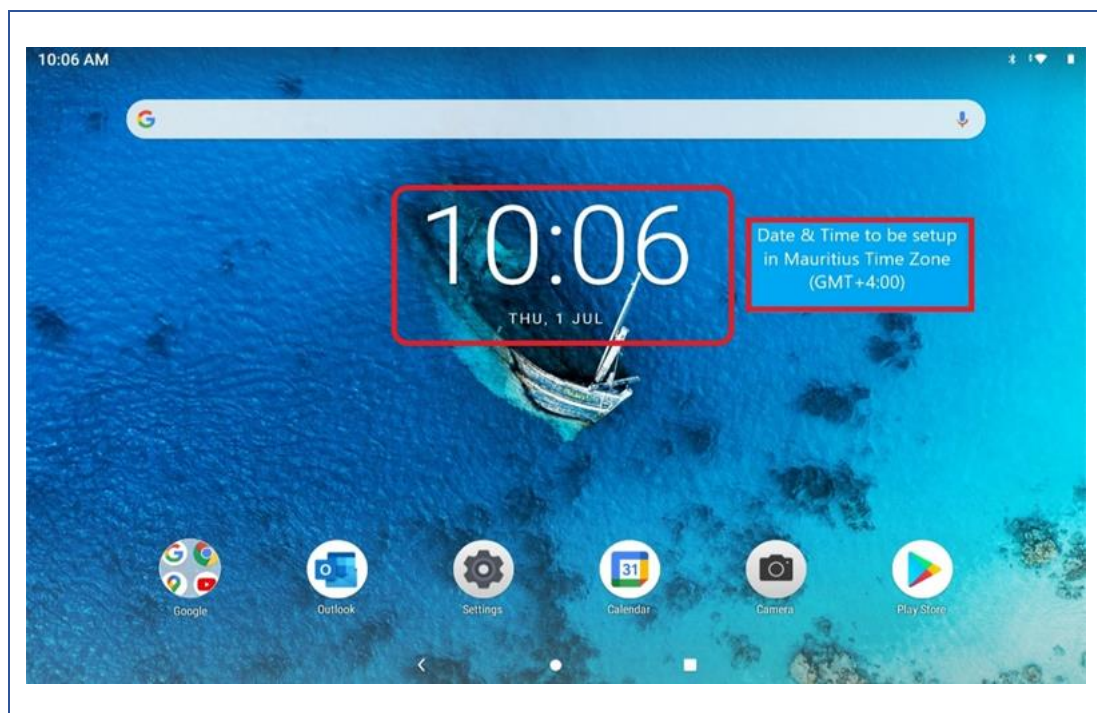 10:06 AM
10:06
THU, 1 JUL
Date & Time to be setup
in Mauritius Time Zone
(GMT+4:00)
31
Google
Outlook
Settings
Calendar
Camera
Play Store